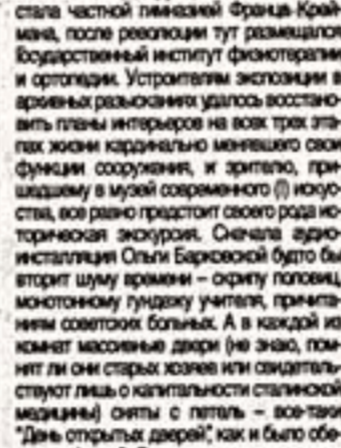 стала частной гимназией Франца Крей-
мана, после революции тут размещался
Государственный институт физиотерапии
и ортопедии. Устроителям экспозиции в
архивных разысканиях удалось восстано-
вить планы интерьеров на всех трех эта-
пах жизни кардинально менявшего свои
функции сооружения, и зрителю, при-
шедшему в музей современного (!) искус-
ства, все равно предстоит своего рода ис-
торическая экскурсия. Сначала аудио-
инсталляция Ольги Барковской будто бы
вторит шуму времени – скрипу половиц,
монотонному гундежу учителя, причита-
ниям советских больных. А в каждой из
комнат массивные двери (не знаю, пом-
нят ли они старых хозяев или свидетель-
ствуют лишь о капитальности сталинской
медицины) сняты с петель – все-таки
"День открытых дверей", как и было обе-